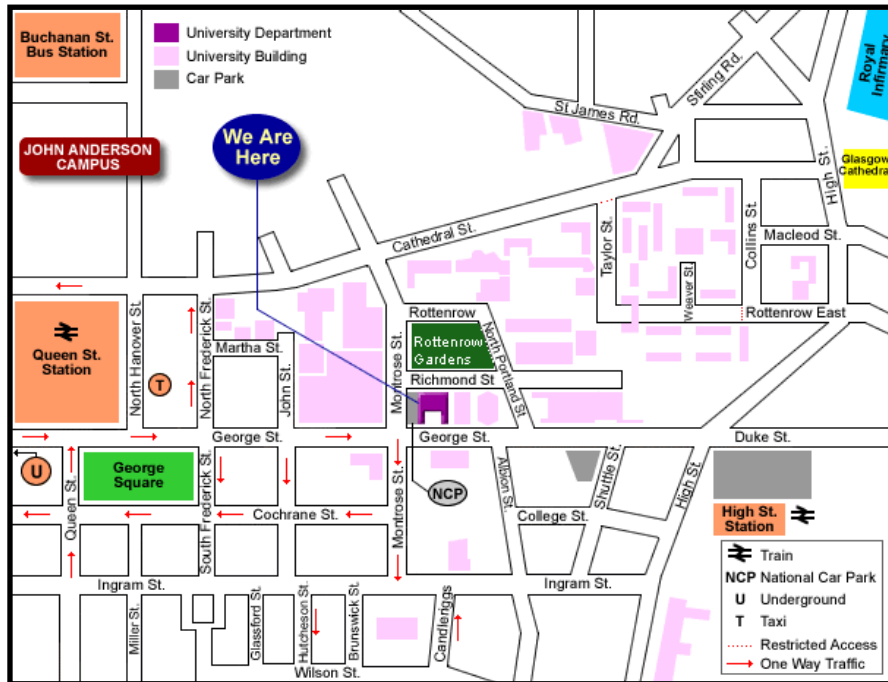 Buchanan St.
Bus Station
University Department
University Building
Car Park
Royal
Infirmary
Stirling Rd.
St James Rd.
We Are
Here
JOHN ANDERSON
CAMPUS
High St.
Glasgow
Cathedral
Cathedral St.
Taylor St.
Collins St.
Macleod St.
Weaver St.
Rottenrow
Rottenrow East
Rottenrow
Gardens
North Portland St.
Queen St.
Station
North Hanover St.
T
North Frederick St.
Martha St.
John St.
Montrose St.
Richmond St
George St.
George St.
Duke St.
U
Queen St.
George
Square
South Frederick St.
Cochrane St.
Montrose St.
NCP
Albion St.
Shuttle St.
High St
College St.
High St.
Station
Ingram St.
Ingram St.
Miller St.
Glassford St.
Hutcheson St.
Brunswick St.
Candleriggs
Wilson St.
Train
NCP National Car Park
U Underground
T Taxi
Restricted Access
One Way Traffic